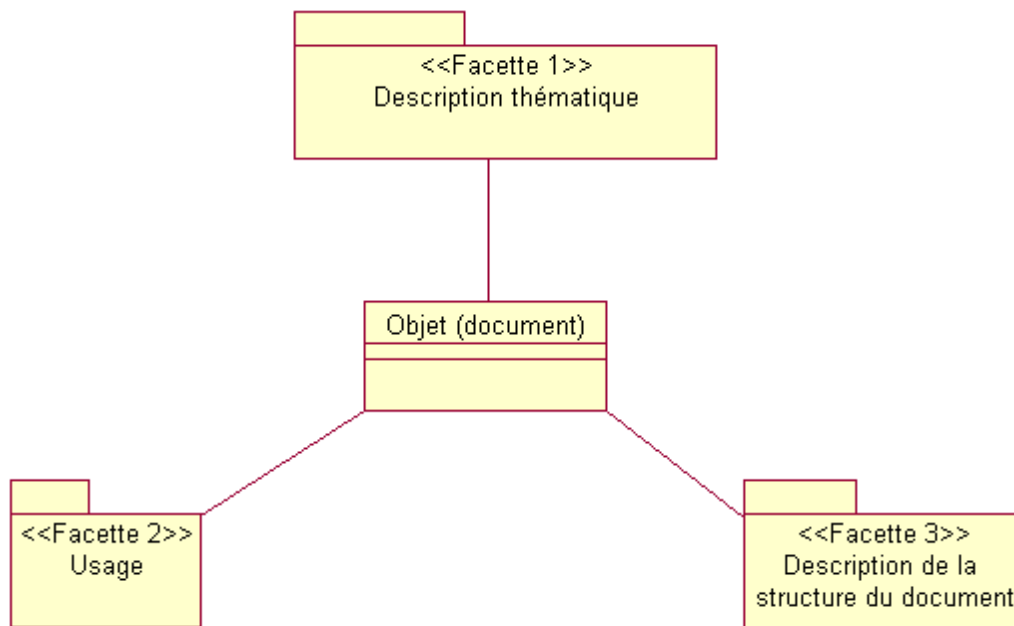 <<Facette 1>>
Description thématique
Objet (document)
<<Facette 2>>
Usage
<<Facette 3>>
Description de la
structure du document